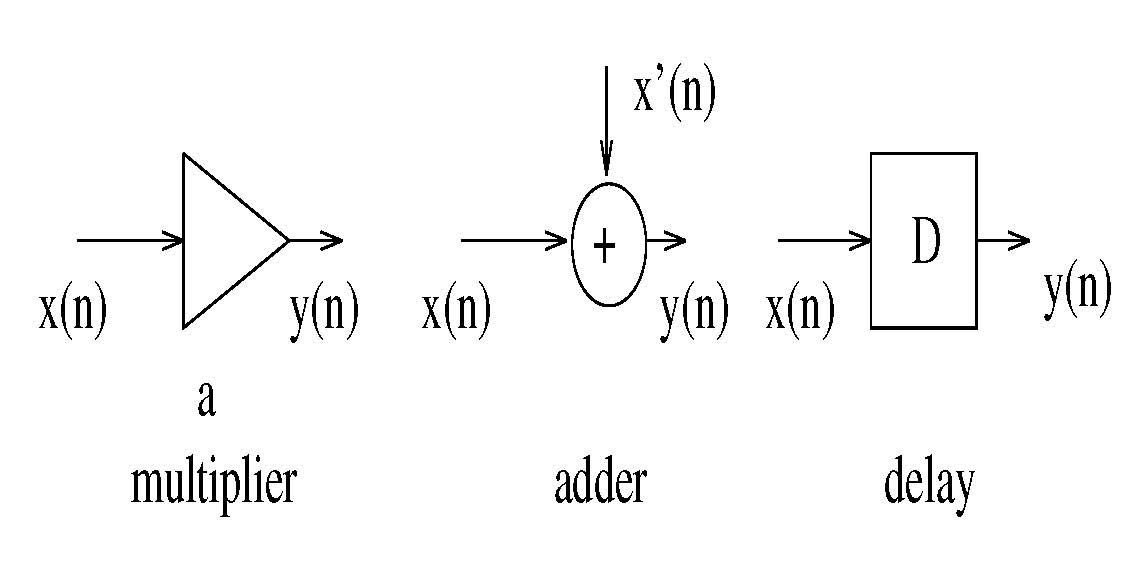 x'(n)
+
D
x(n) y(n) x(n) y(n) x(n) y(n)
a
multiplier adder delay